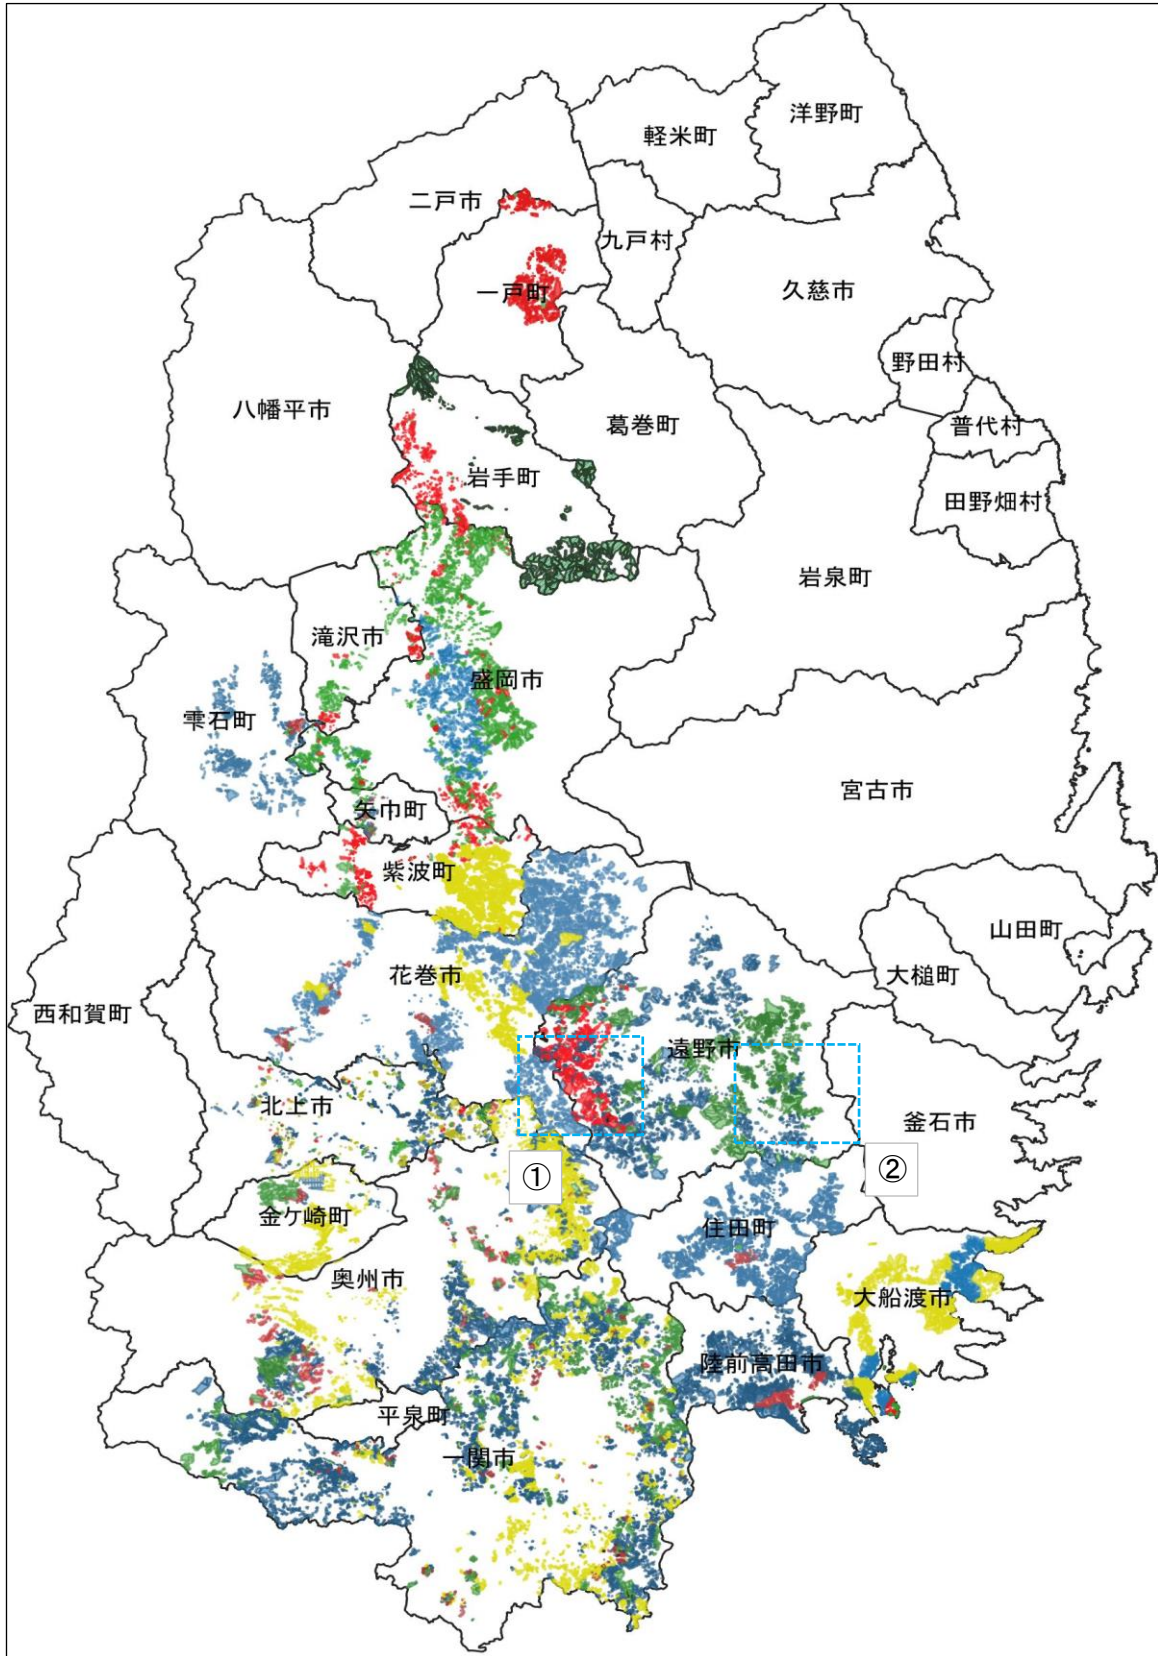 洋野町
軽米町
二戸市
九戸村
一戸町
久慈市
野田村
八幡平市
葛巻町
普代村
岩手町
田野畑村
岩泉町
滝沢市
盛岡市
雫石町
宮古市
矢巾町
紫波町
山田町
花巻市
大槌町
西和賀町
遠野市
北上市
釜石市
①
②
金ケ崎町
住田町
奥州市
大船渡市
陸前高田市
平泉町
一関市